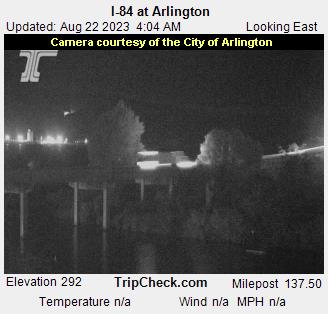 I-84 at Arlington
Updated: Aug 22 2023 4:04 AM Looking East
Camera courtesy of the City of Arlington
Elevation 292 TripCheck.com Milepost 137.50
Temperature n/a Wind n/a MPH n/a